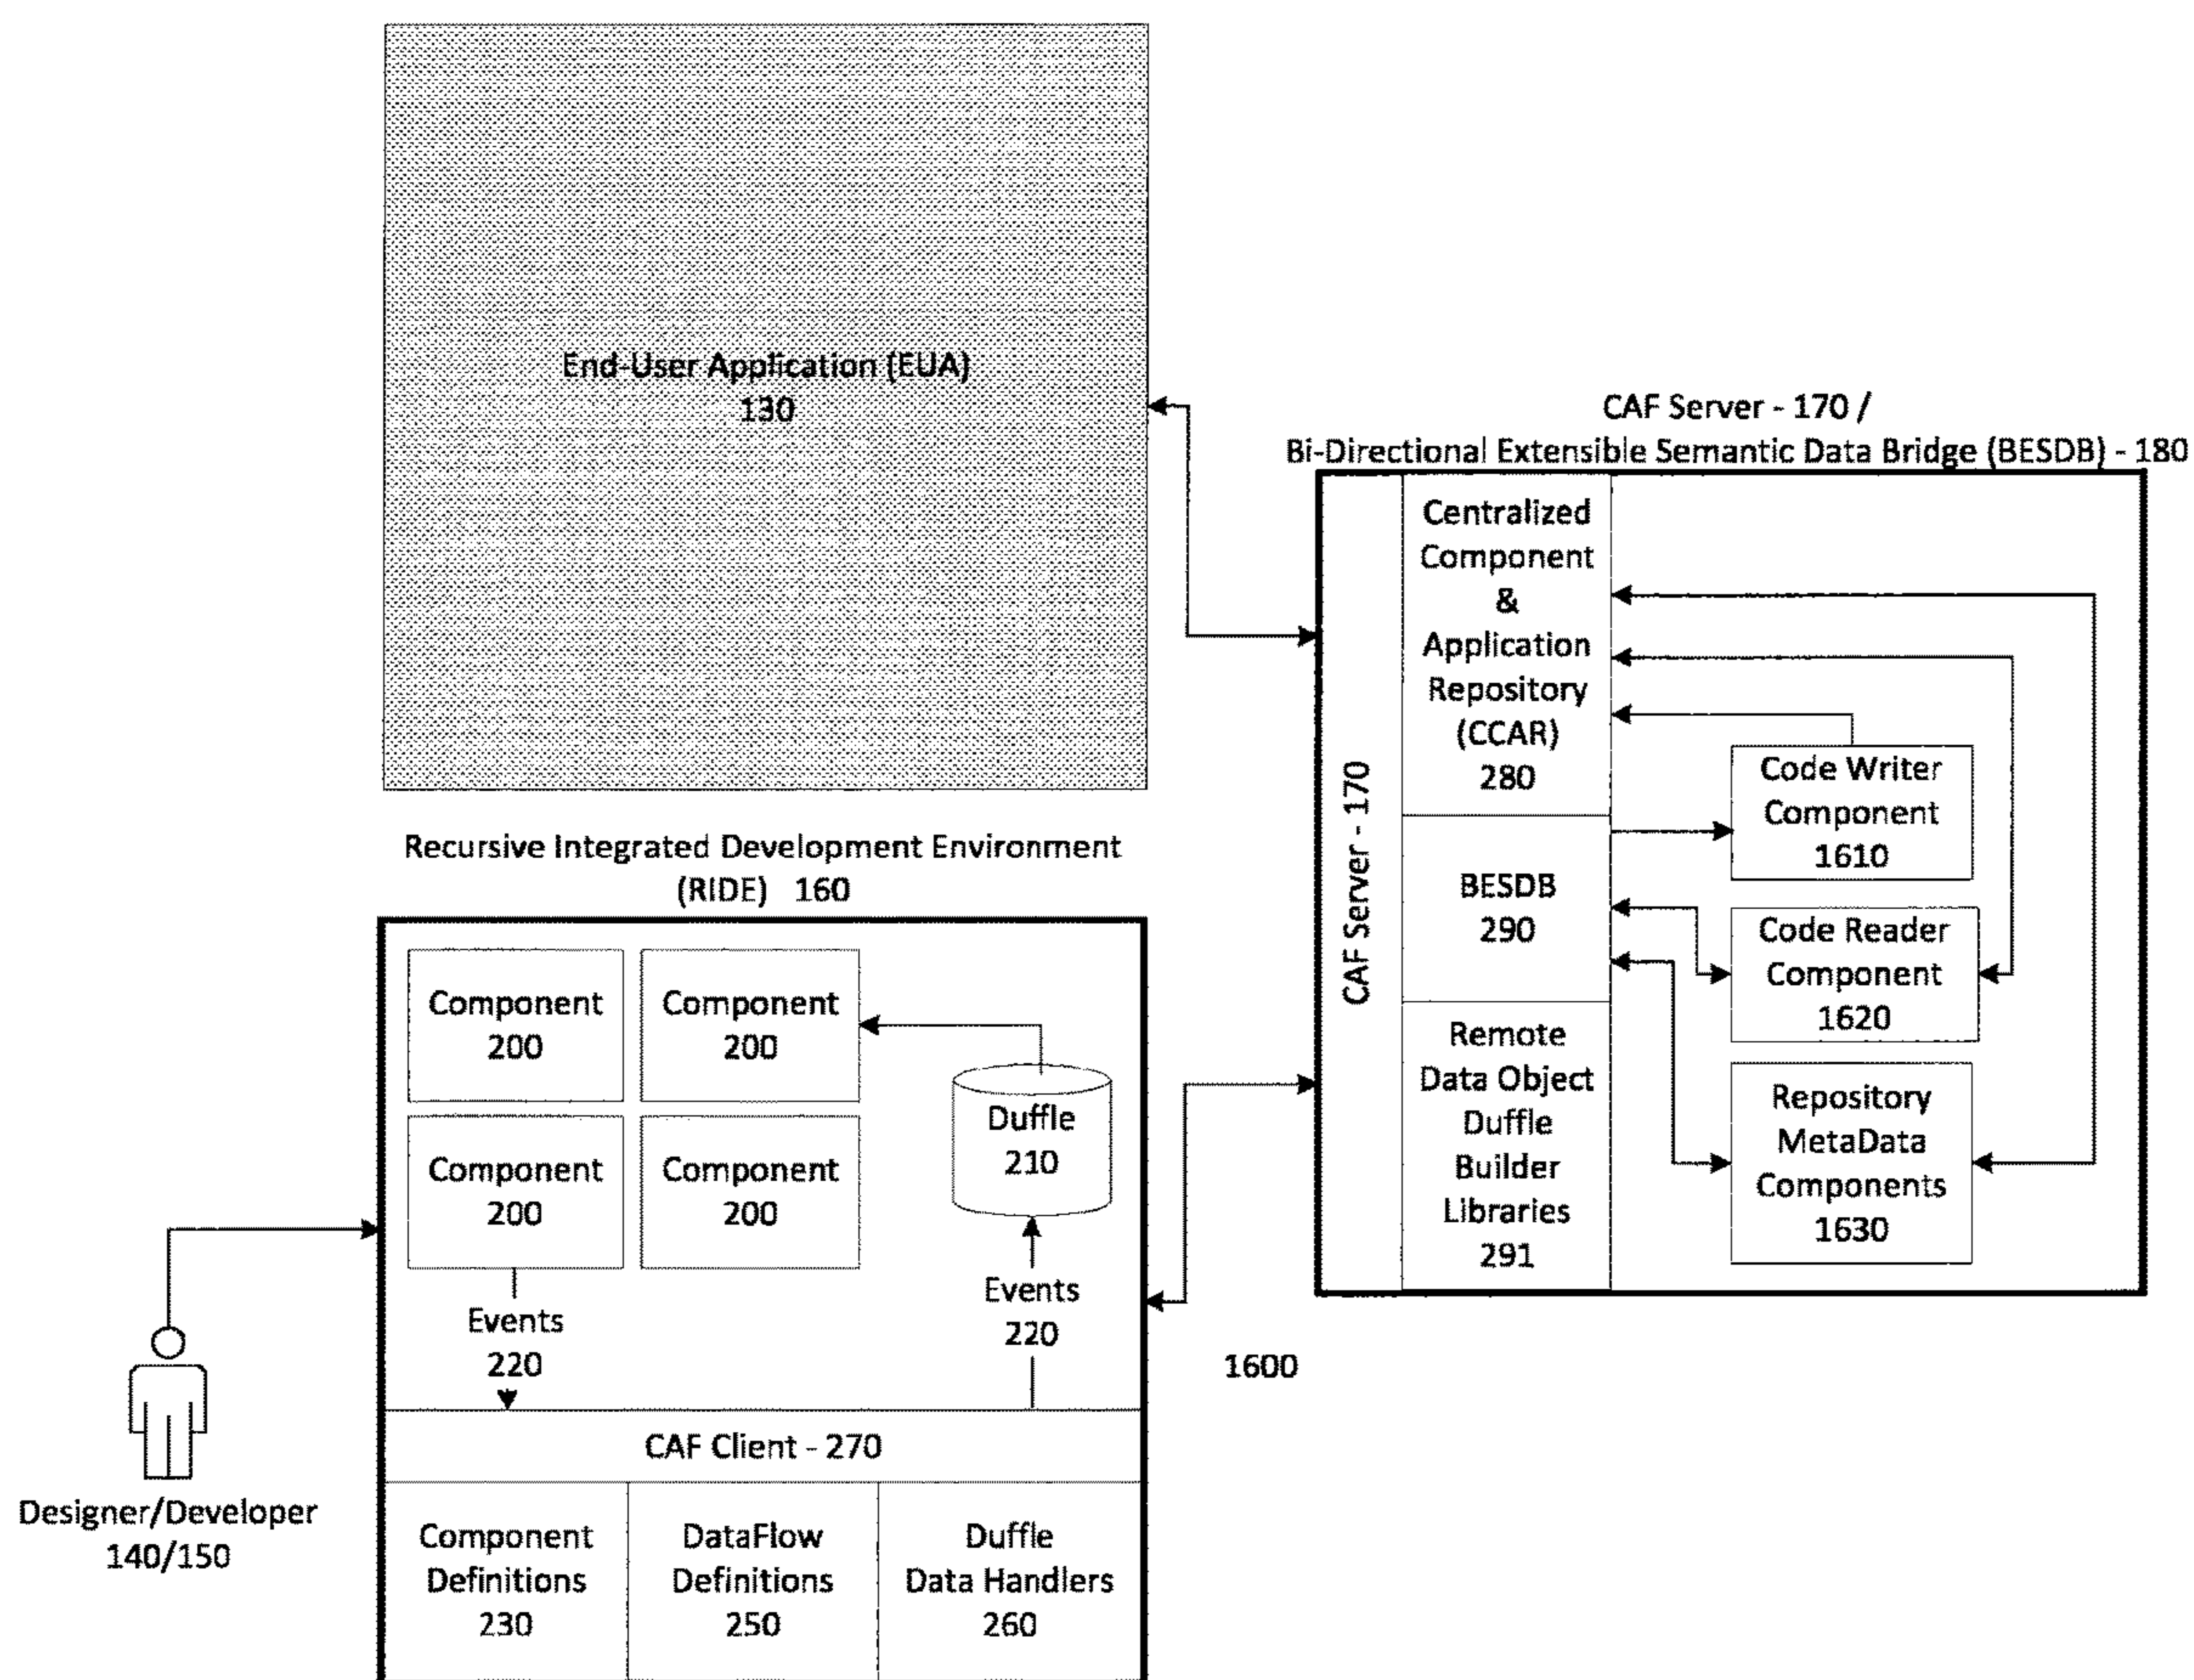 End-User Application (EUA)
130
CAF Server - 170 /
Bi-Directional Extensible Semantic Data Bridge (BESDB) - 180
CAF Server - 170
Centralized
Component
&
Application
Repository
(CCAR)
280
BESDB
290
Remote
Data Object
Duffle
Builder
Libraries
291
Code Writer
Component
1610
Code Reader
Component
1620
Repository
MetaData
Components
1630
Recursive Integrated Development Environment
(RIDE) 160
Component
200
Component
200
Component
200
Component
200
Duffle
210
Events
220
Events
220
1600
CAF Client - 270
Component
Definitions
230
DataFlow
Definitions
250
Duffle
Data Handlers
260
Designer/Developer
140/150